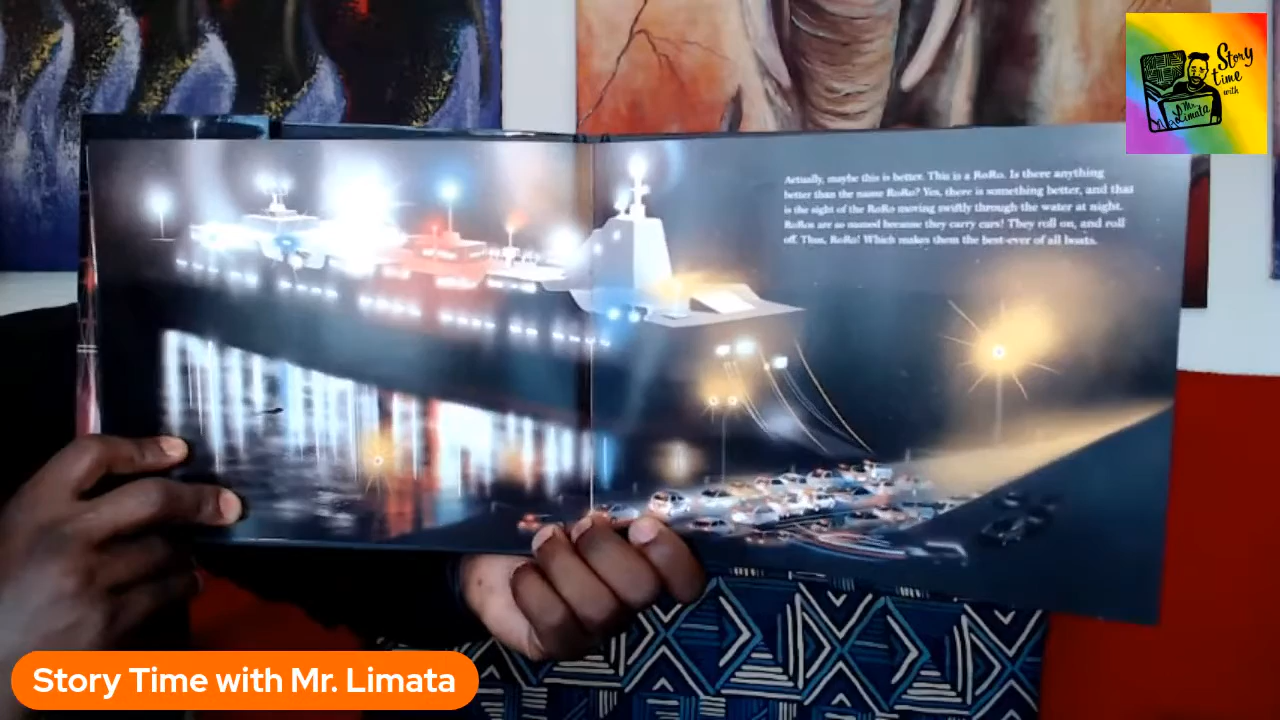 Story
time
with
Mr.
Limata
Actually, maybe this is better. This is a RoRo. Is there anything
better than the name RoRo? Yes, there is something better, and that
is the sight of the RoRo moving swiftly through the water at night.
RoRos are so named because they carry cars! They roll on, and roll
off. Thus, RoRo! Which makes them the best-ever of all boats.
Story Time with Mr. Limata